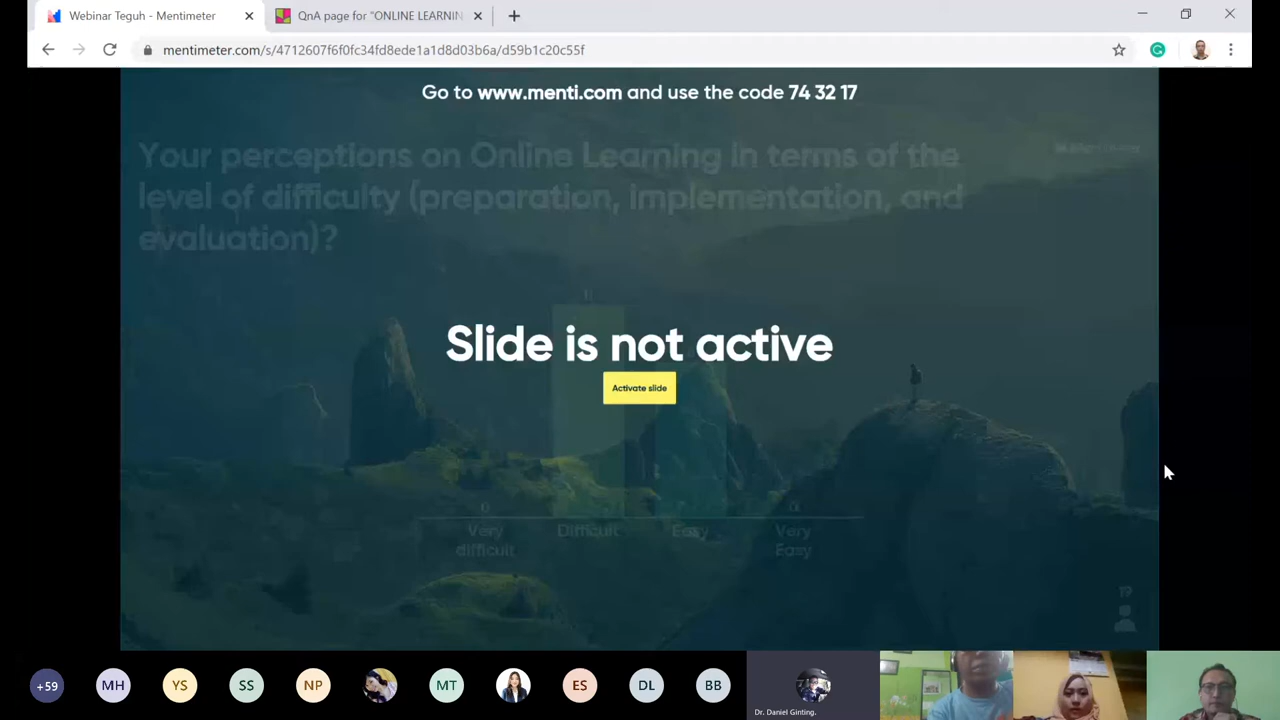 Webinar Teguh - Mentimeter
QnA page for "ONLINE LEARNIN
mentimeter.com/s/4712607f6f0fc34fd8ede1a1d8d03b6a/d59b1c20c55f
Go to www.menti.com and use the code 74 32 17
Your perceptions on Online Learning in terms of the
level of difficulty (preparation, implementation, and
evaluation)?
Slide is not active
Activate slide
0
Very
difficult
Difficult
Easy
Very
Easy
+59
MH
YS
SS
NP
MT
ES
DL
BB
Dr. Daniel Ginting.